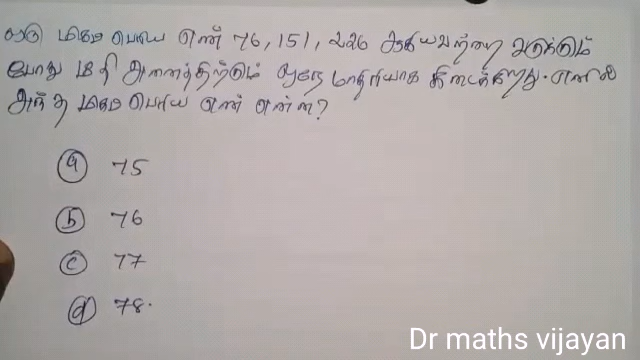 ஒரு மிகப் பெரிய எண் 76, 151, 226 ஆகியவற்றை வகுக்கும்
போது மீதி அனைத்திற்கும் ஒரே மாதிரியாக கிடைக்கிறது. எனில்
அந்த மிகப் பெரிய எண் என்ன?
a 75
b 76
c 77
d 78.
Dr maths vijayan